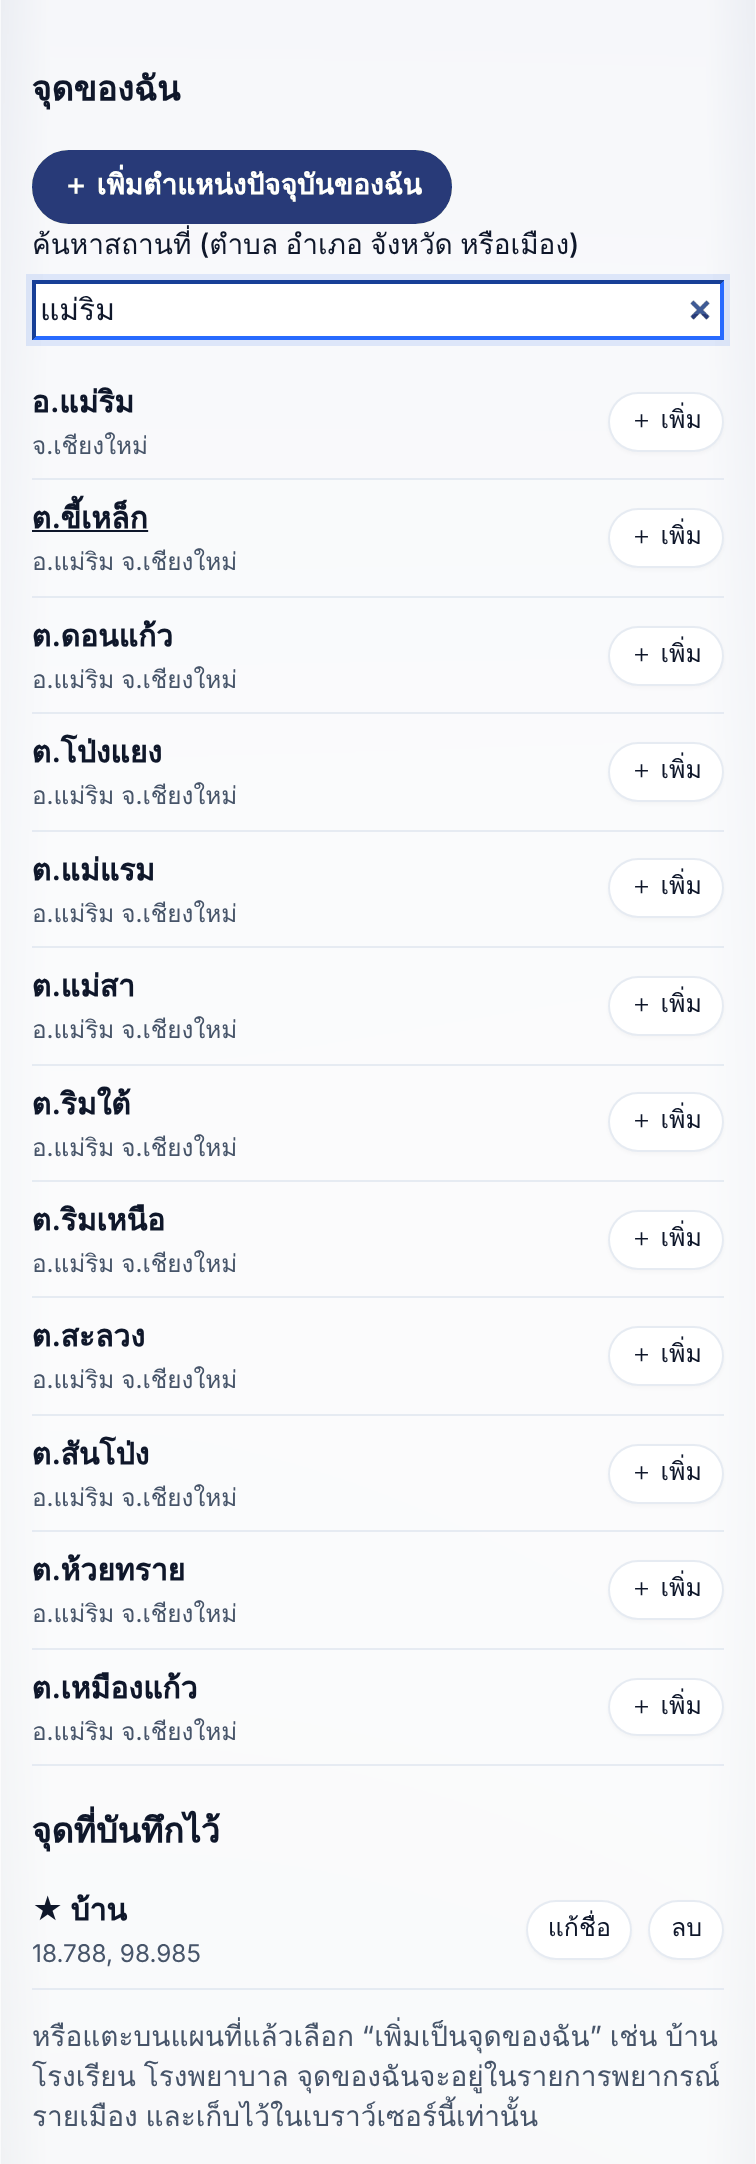 จุดของฉัน
+ เพิ่มตำแหน่งปัจจุบันของฉัน
ค้นหาสถานที่ (ตำบล อำเภอ จังหวัด หรือเมือง)
แม่ริม ×
อ.แม่ริม
จ.เชียงใหม่
+ เพิ่ม
ต.ขี้เหล็ก
อ.แม่ริม จ.เชียงใหม่
+ เพิ่ม
ต.ดอนแก้ว
อ.แม่ริม จ.เชียงใหม่
+ เพิ่ม
ต.โป่งแยง
อ.แม่ริม จ.เชียงใหม่
+ เพิ่ม
ต.แม่แรม
อ.แม่ริม จ.เชียงใหม่
+ เพิ่ม
ต.แม่สา
อ.แม่ริม จ.เชียงใหม่
+ เพิ่ม
ต.ริมใต้
อ.แม่ริม จ.เชียงใหม่
+ เพิ่ม
ต.ริมเหนือ
อ.แม่ริม จ.เชียงใหม่
+ เพิ่ม
ต.สะลวง
อ.แม่ริม จ.เชียงใหม่
+ เพิ่ม
ต.สันโป่ง
อ.แม่ริม จ.เชียงใหม่
+ เพิ่ม
ต.ห้วยทราย
อ.แม่ริม จ.เชียงใหม่
+ เพิ่ม
ต.เหมืองแก้ว
อ.แม่ริม จ.เชียงใหม่
+ เพิ่ม
จุดที่บันทึกไว้
★ บ้าน
18.788, 98.985
แก้ชื่อ ลบ
หรือแตะบนแผนที่แล้วเลือก “เพิ่มเป็นจุดของฉัน” เช่น บ้าน
โรงเรียน โรงพยาบาล จุดของฉันจะอยู่ในรายการพยากรณ์
รายเมือง และเก็บไว้ในเบราว์เซอร์นี้เท่านั้น